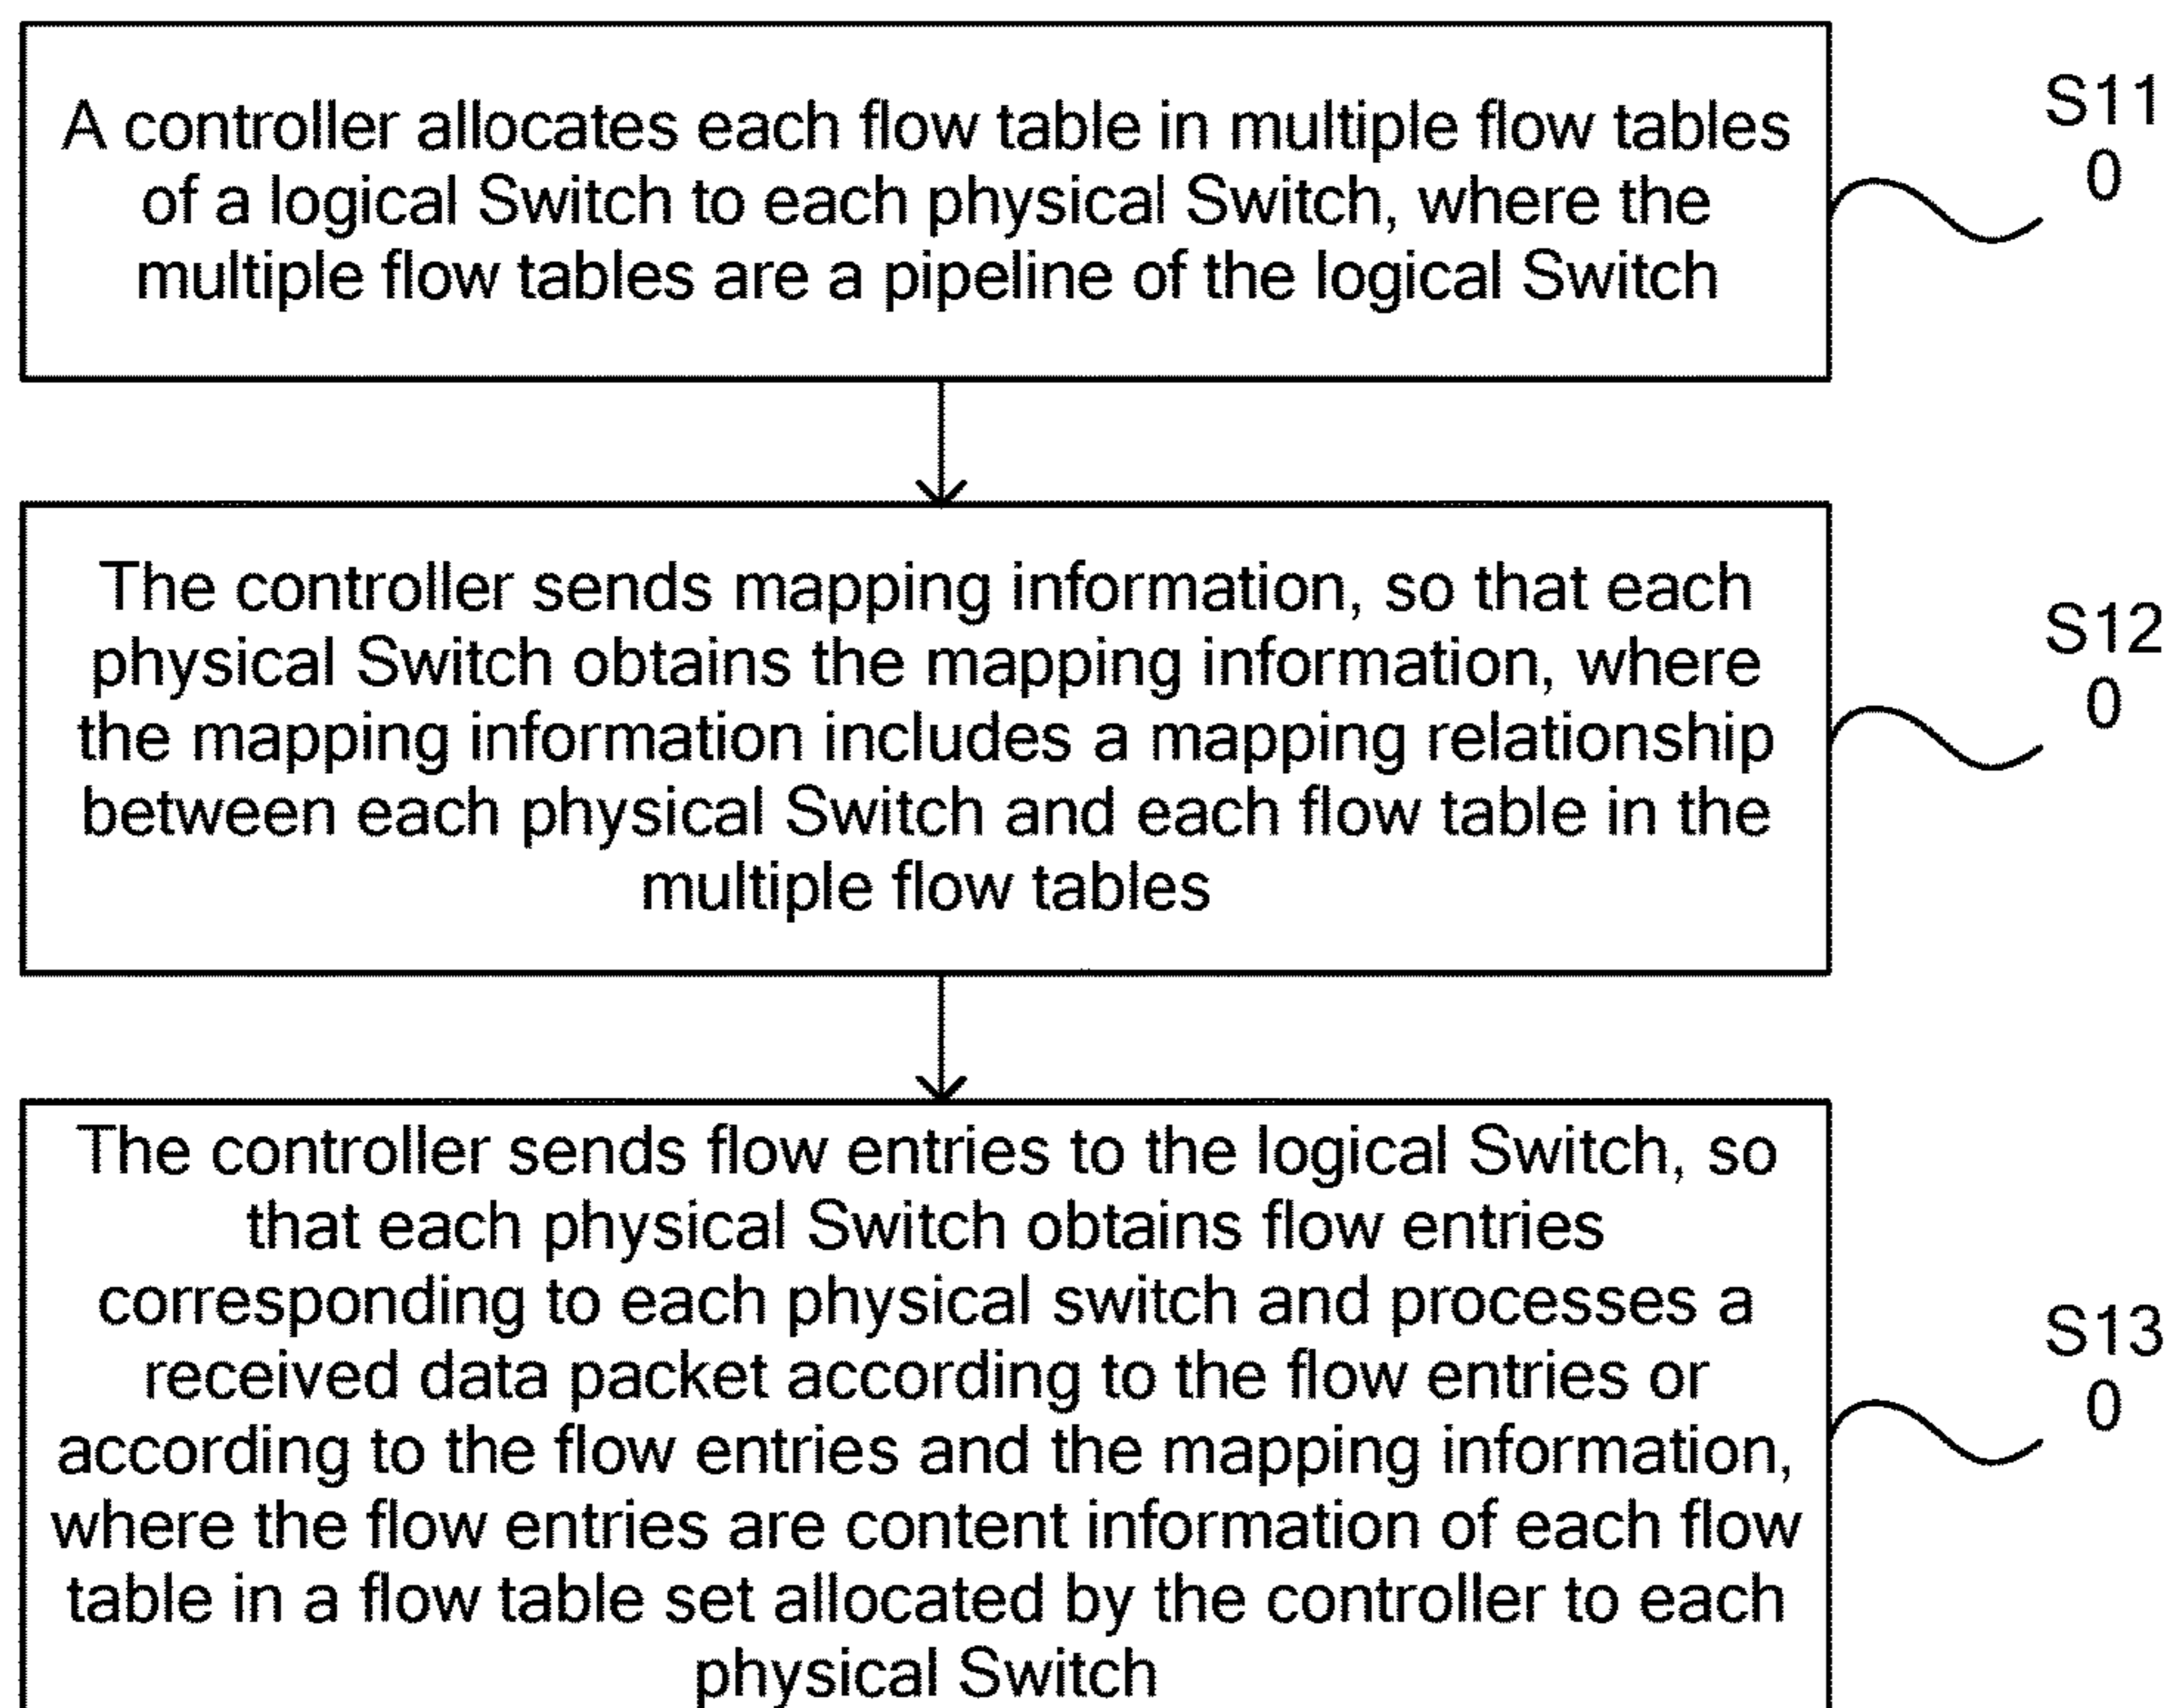 A controller allocates each flow table in multiple flow tables
of a logical Switch to each physical Switch, where the
multiple flow tables are a pipeline of the logical Switch
S11
0
The controller sends mapping information, so that each
physical Switch obtains the mapping information, where
the mapping information includes a mapping relationship
between each physical Switch and each flow table in the
multiple flow tables
S12
0
The controller sends flow entries to the logical Switch, so
that each physical Switch obtains flow entries
corresponding to each physical switch and processes a
received data packet according to the flow entries or
according to the flow entries and the mapping information,
where the flow entries are content information of each flow
table in a flow table set allocated by the controller to each
physical Switch
S13
0